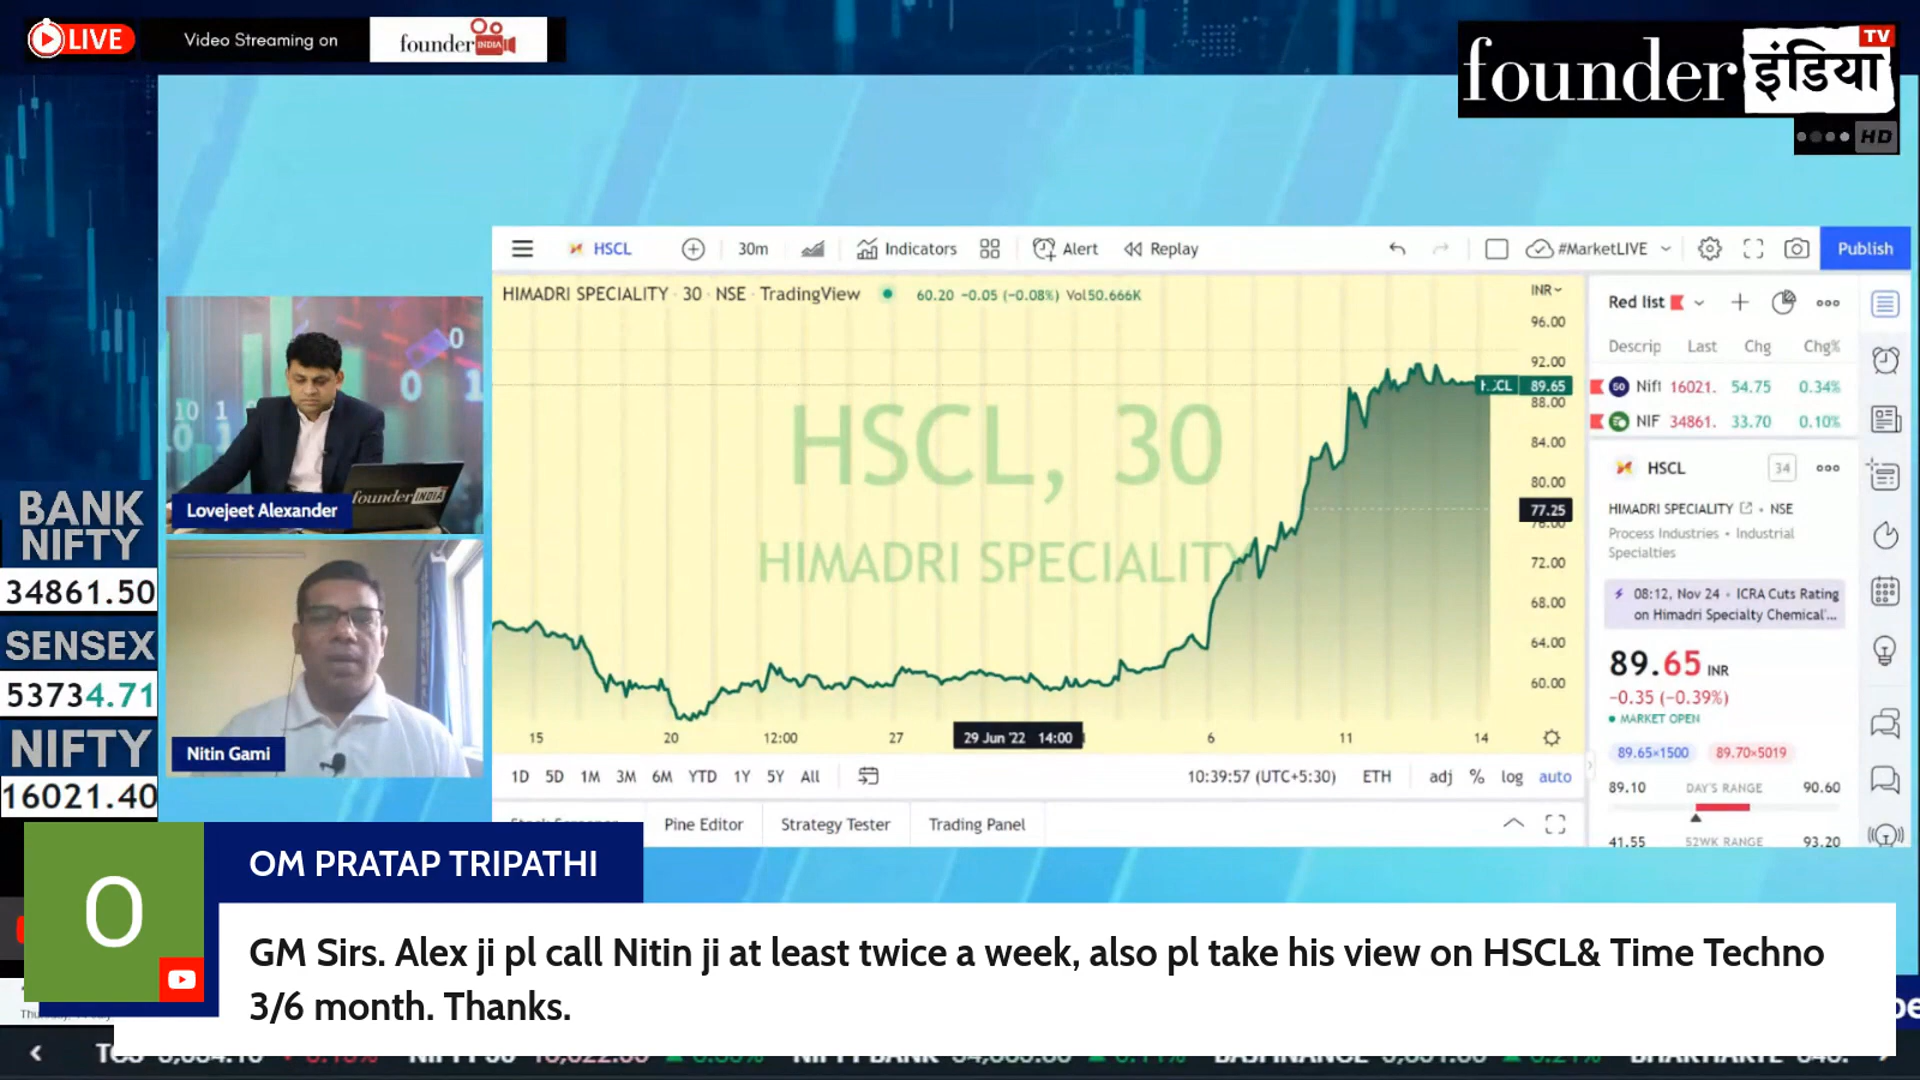 LIVE
Video Streaming on
founder INDIA
founder इंडिया TV
HD
HSCL
30m
Indicators
Alert
Replay
#MarketLIVE
Publish
HIMADRI SPECIALITY · 30 · NSE · TradingView
60.20 −0.05 (−0.08%) Vol50.666K
INR
96.00
92.00
HSCL 89.65
88.00
84.00
80.00
77.25
76.00
72.00
68.00
64.00
60.00
HSCL, 30
HIMADRI SPECIALITY
15 20 12:00 27 29 Jun '22 14:00 6 11 14
1D 5D 1M 3M 6M YTD 1Y 5Y All
10:39:57 (UTC+5:30) ETH adj % log auto
Pine Editor Strategy Tester Trading Panel
Red list
Descrip Last Chg Chg%
50 Nift 16021. 54.75 0.34%
NIF 34861. 33.70 0.10%
HSCL 34
HIMADRI SPECIALITY • NSE
Process Industries • Industrial
Specialties
08:12, Nov 24 • ICRA Cuts Rating
on Himadri Specialty Chemical'...
89.65 INR
−0.35 (−0.39%)
MARKET OPEN
89.65×1500 89.70×5019
89.10 DAY'S RANGE 90.60
41.55 52WK RANGE 93.20
founder INDIA
Lovejeet Alexander
Nitin Gami
BANK
NIFTY
34861.50
SENSEX
53734.71
NIFTY
16021.40
O
OM PRATAP TRIPATHI
GM Sirs. Alex ji pl call Nitin ji at least twice a week, also pl take his view on HSCL& Time Techno
3/6 month. Thanks.